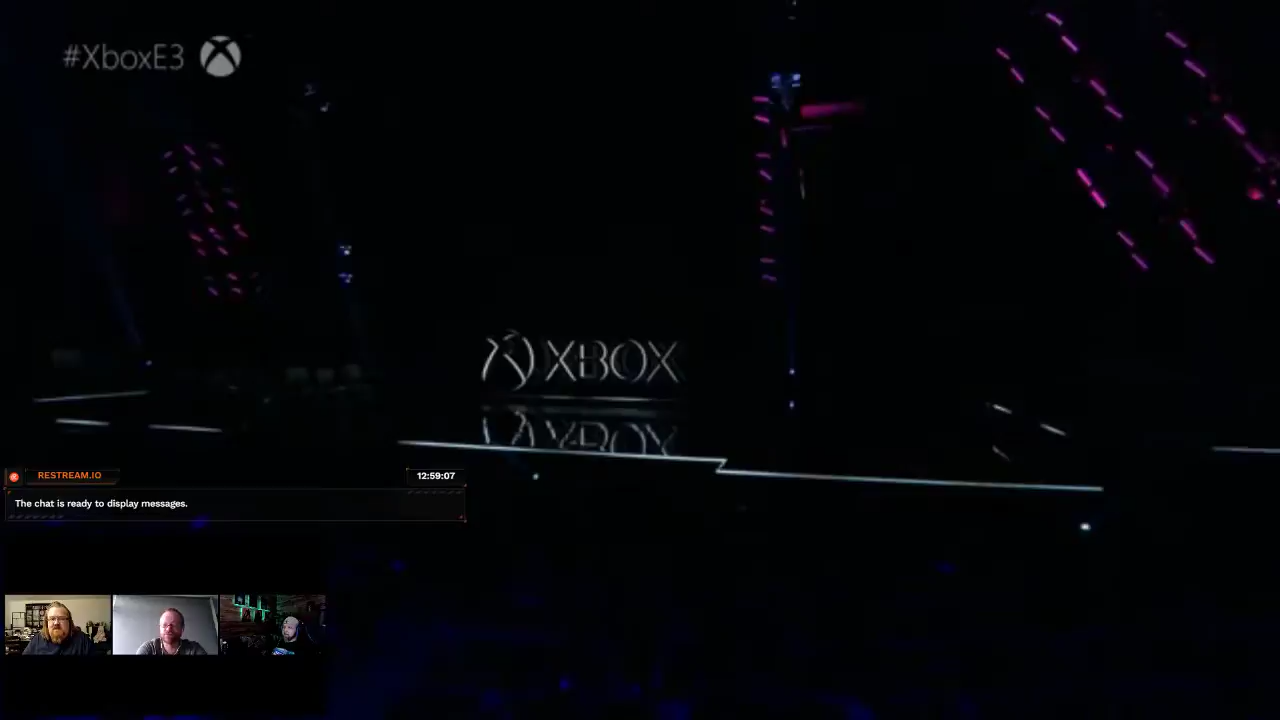 #XboxE3
XBOX
RESTREAM.IO
12:59:07
The chat is ready to display messages.